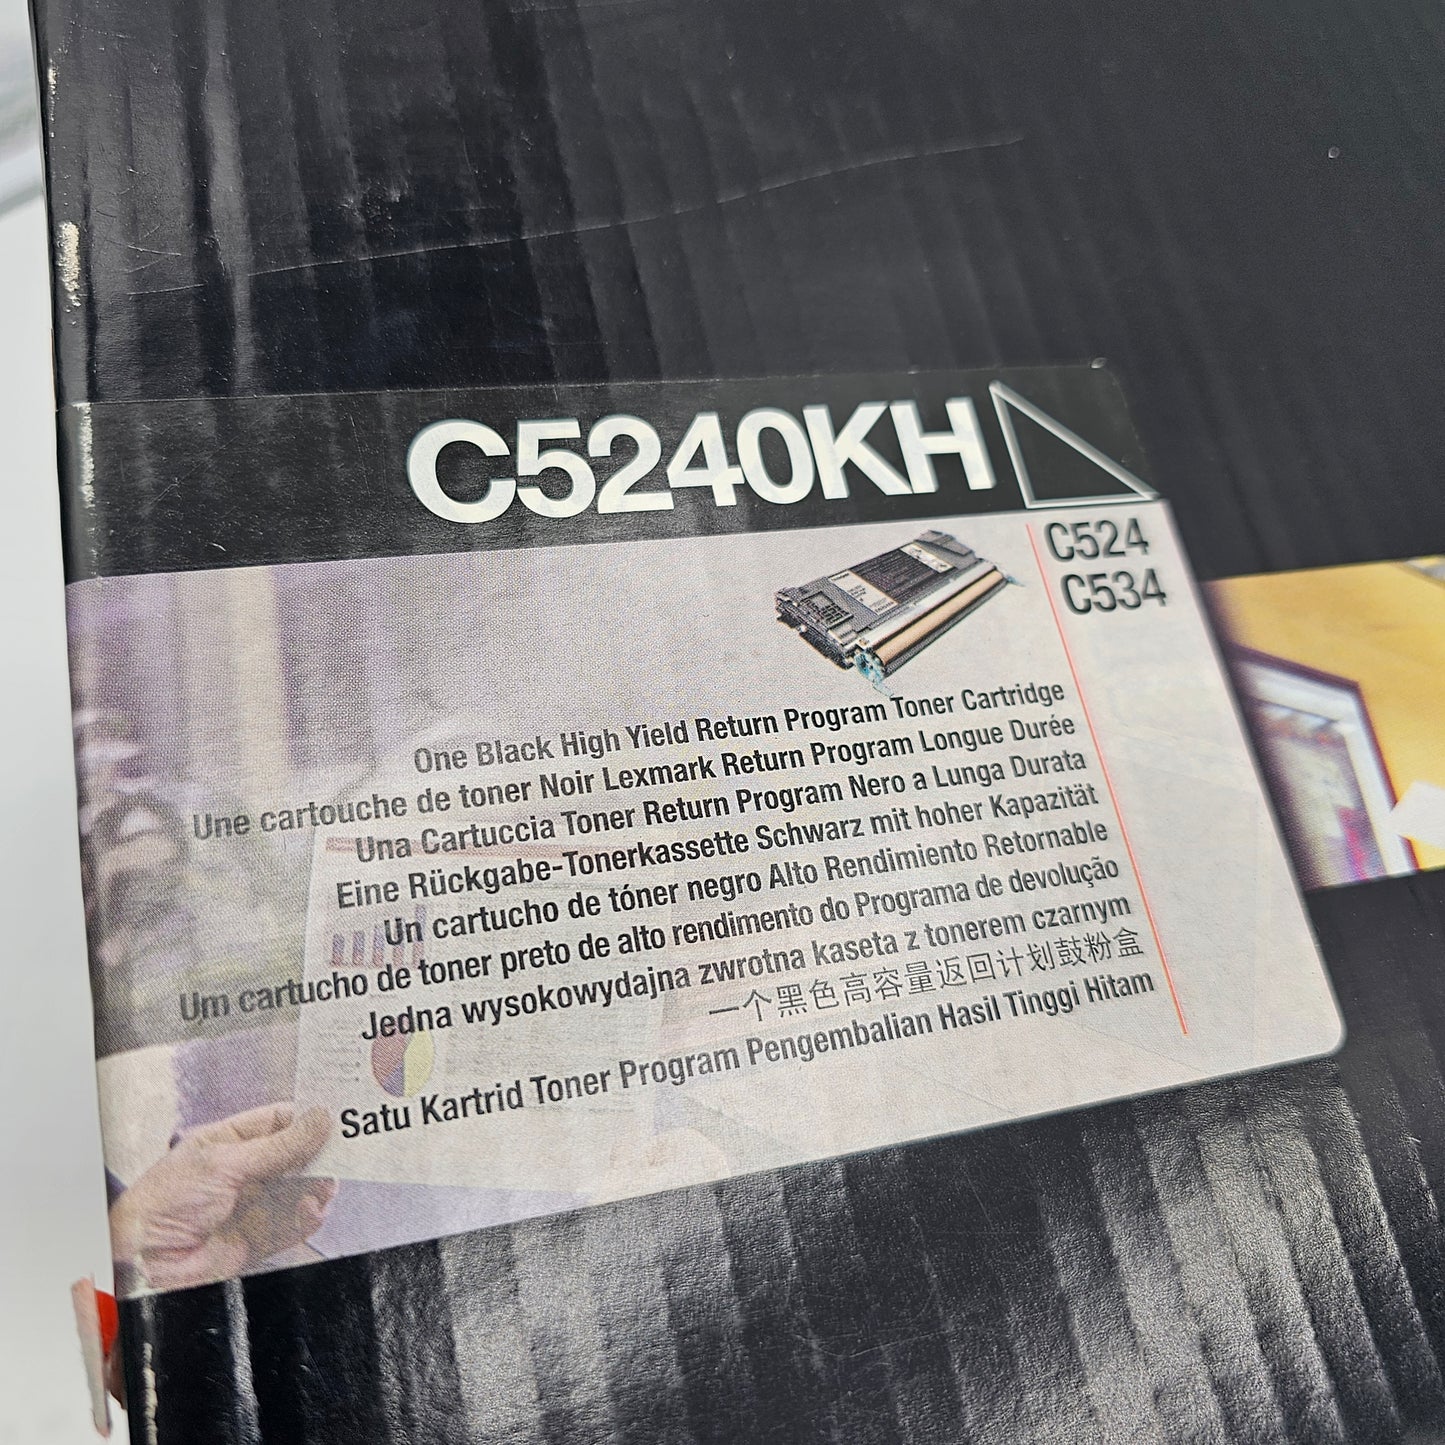 C5240KH
C524
C534
One Black High Yield Return Program Toner Cartridge
Une cartouche de toner Noir Lexmark Return Program Longue Durée
Una Cartuccia Toner Return Program Nero a Lunga Durata
Eine Rückgabe-Tonerkassette Schwarz mit hoher Kapazität
Un cartucho de tóner negro Alto Rendimiento Retornable
Um cartucho de toner preto de alto rendimento do Programa de devolução
Jedna wysokowydajna zwrotna kaseta z tonerem czarnym
一个黑色高容量返回计划鼓粉盒
Satu Kartrid Toner Program Pengembalian Hasil Tinggi Hitam